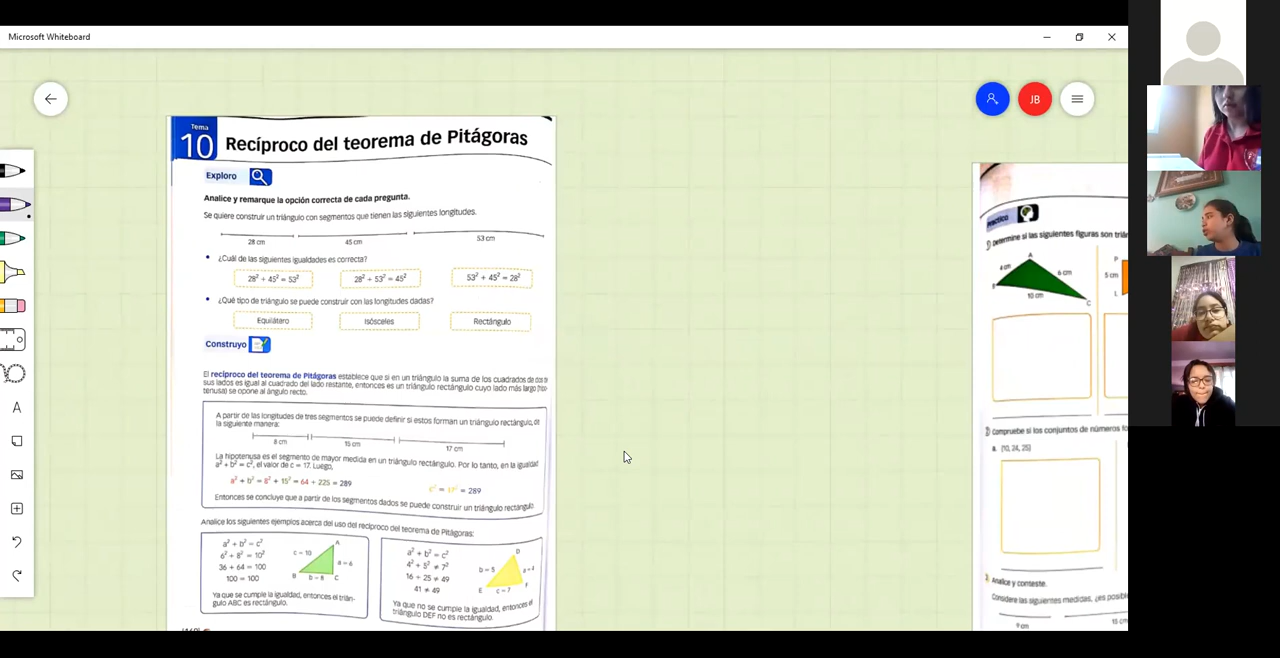 Microsoft Whiteboard
JB
Tema
10
Recíproco del teorema de Pitágoras
Exploro
Analice y remarque la opción correcta de cada pregunta.
Se quiere construir un triángulo con segmentos que tienen las siguientes longitudes.
28 cm
45 cm
53 cm
• ¿Cuál de las siguientes igualdades es correcta?
28² + 45² = 53²
28² + 53² = 45²
53² + 45² = 28²
• ¿Qué tipo de triángulo se puede construir con las longitudes dadas?
Equilátero
Isósceles
Rectángulo
Construyo
El recíproco del teorema de Pitágoras establece que si en un triángulo la suma de los cuadrados de dos
sus lados es igual al cuadrado del lado restante, entonces es un triángulo rectángulo cuyo lado más largo
tenusa) se opone al ángulo recto.
A partir de las longitudes de tres segmentos se puede definir si estos forman un triángulo rectángulo, de
la siguiente manera:
8 cm
15 cm
17 cm
La hipotenusa es el segmento de mayor medida en un triángulo rectángulo. Por lo tanto, en la igualdad
a² + b² = c², el valor de c = 17. Luego,
a² + b² = 8² + 15² = 64 + 225 = 289
c² = 17² = 289
Entonces se concluye que a partir de los segmentos dados se puede construir un triángulo rectángulo.
Analice los siguientes ejemplos acerca del uso del recíproco del teorema de Pitágoras:
a² + b² = c²
6² + 8² = 10²
36 + 64 = 100
100 = 100
c = 10
A
a = 6
B
b = 8
C
Ya que se cumple la igualdad, entonces el trián-
gulo ABC es rectángulo.
a² + b² = c²
4² + 5² ≠ 7²
16 + 25 ≠ 49
41 ≠ 49
D
b = 5
a = 4
E
c = 7
F
Ya que no se cumple la igualdad, entonces el
triángulo DEF no es rectángulo.
Practico
Determine si las siguientes figuras son
A
4 cm
6 cm
10 cm
C
P
5 cm
L
Compruebe si los conjuntos de números
a. {10, 24, 25}
Analice y conteste.
Considere las siguientes medidas, ¿es
9 cm